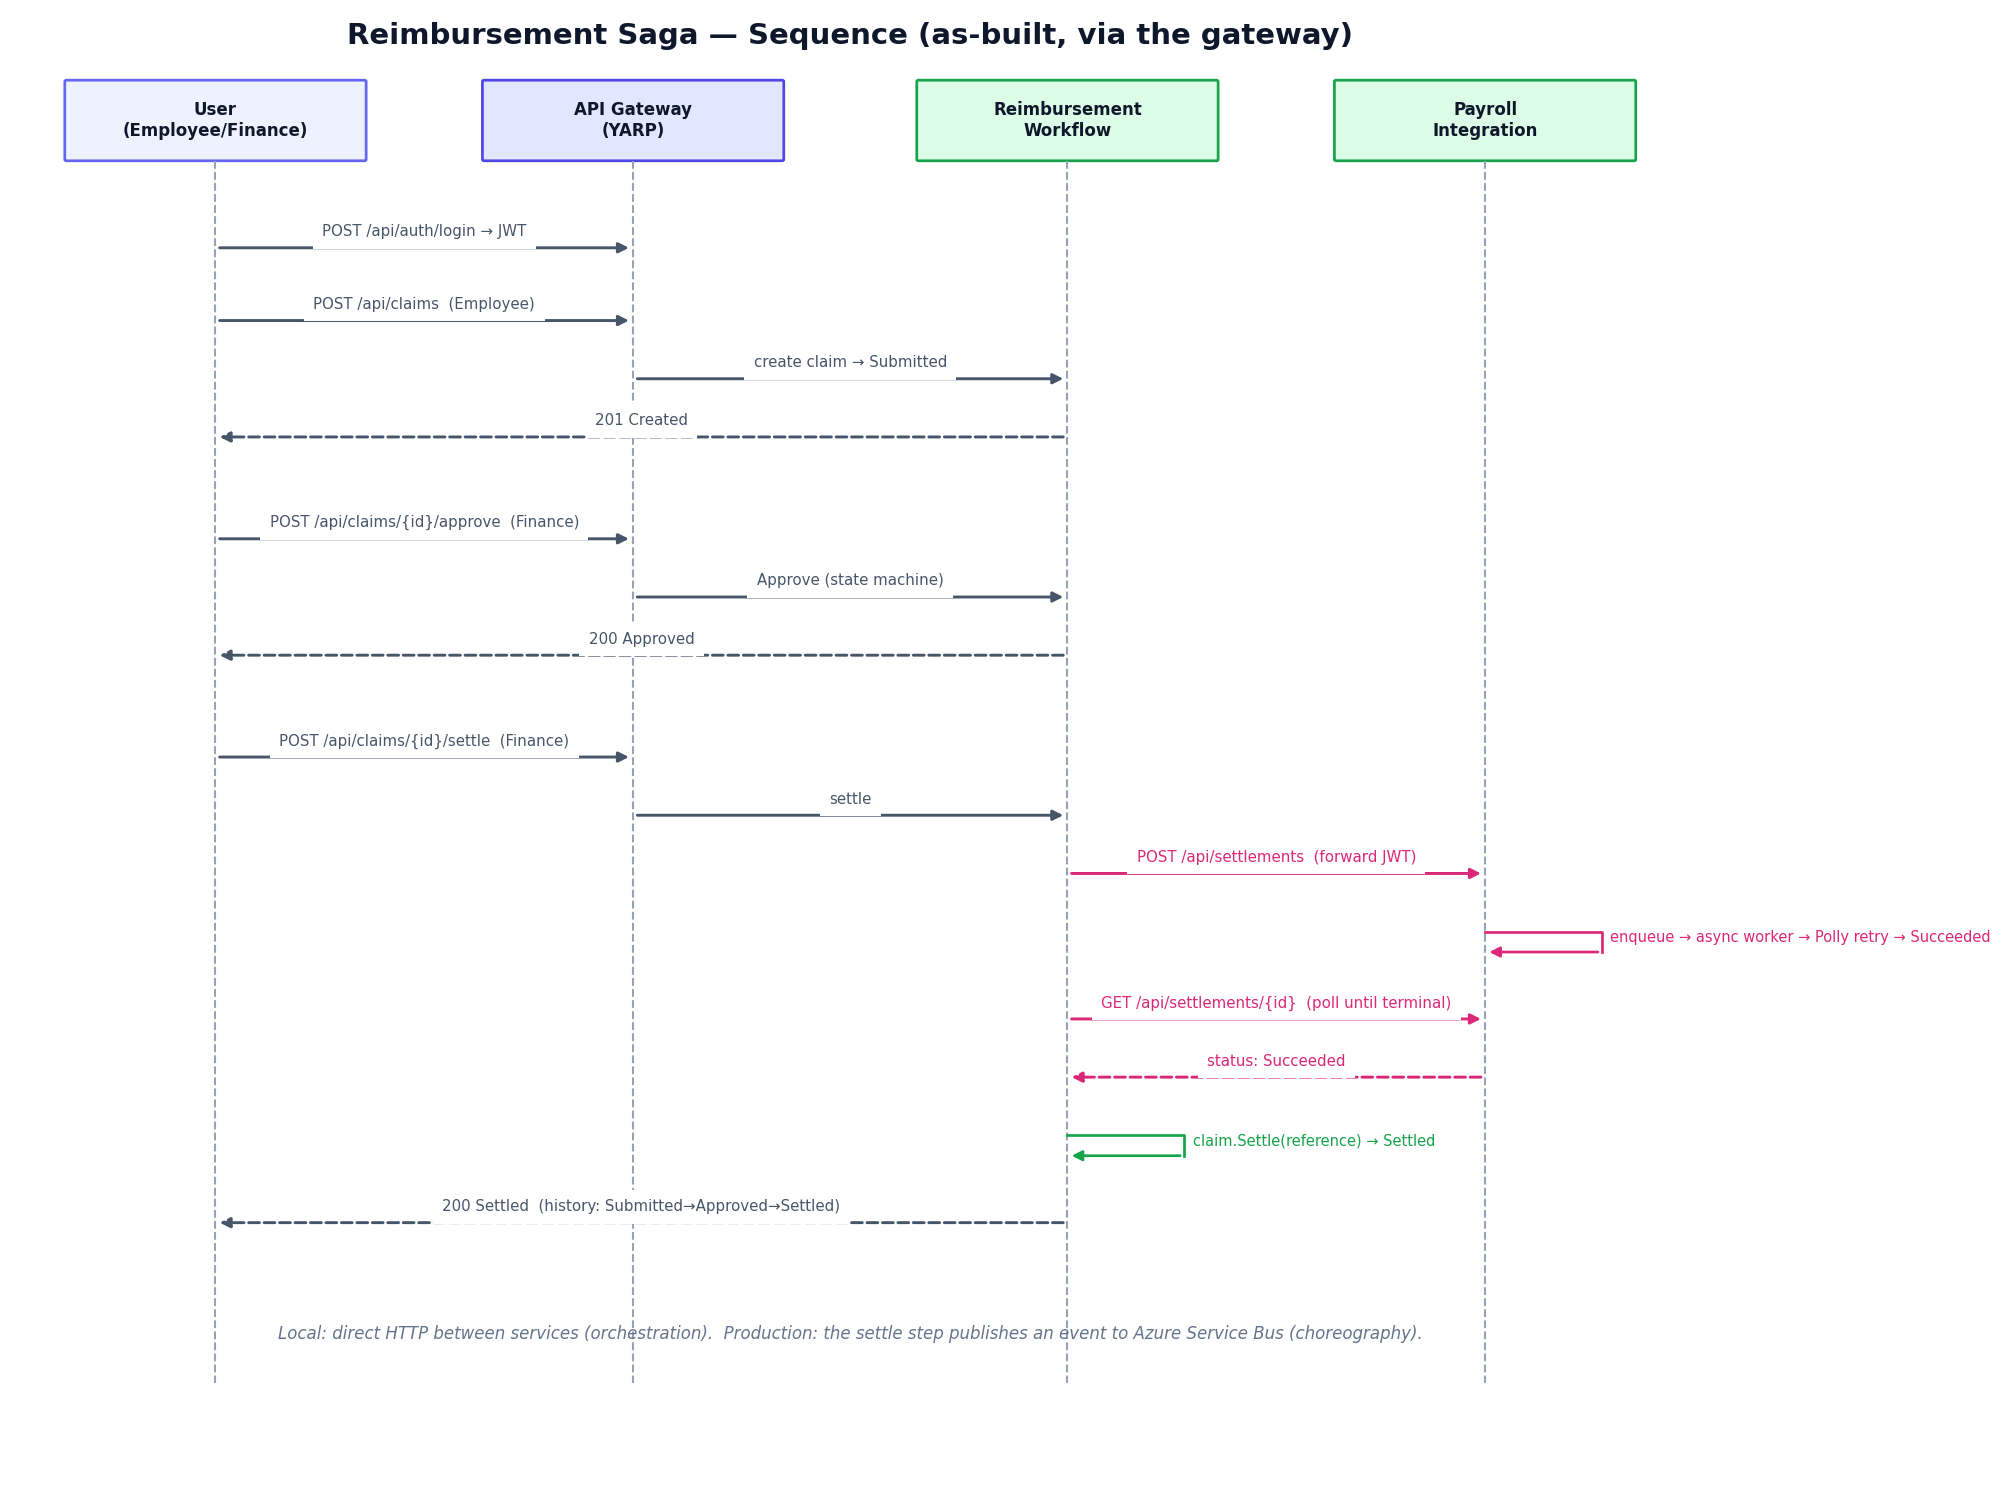 Reimbursement Saga — Sequence (as-built, via the gateway)
User
(Employee/Finance)
API Gateway
(YARP)
Reimbursement
Workflow
Payroll
Integration
POST /api/auth/login → JWT
POST /api/claims  (Employee)
create claim → Submitted
201 Created
POST /api/claims/{id}/approve  (Finance)
Approve (state machine)
200 Approved
POST /api/claims/{id}/settle  (Finance)
settle
POST /api/settlements  (forward JWT)
enqueue → async worker → Polly retry → Succeeded
GET /api/settlements/{id}  (poll until terminal)
status: Succeeded
claim.Settle(reference) → Settled
200 Settled  (history: Submitted→Approved→Settled)
Local: direct HTTP between services (orchestration).  Production: the settle step publishes an event to Azure Service Bus (choreography).